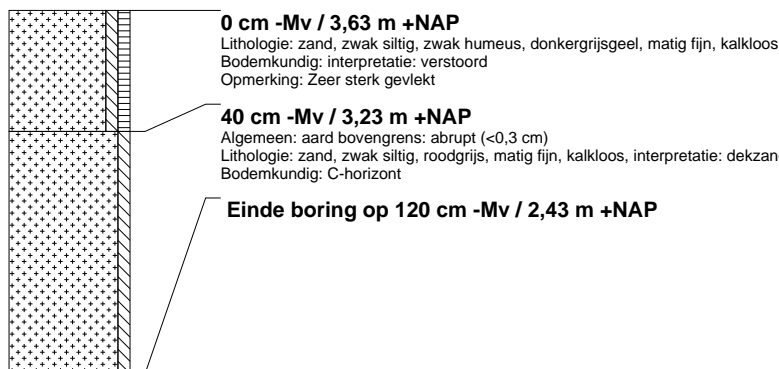 0 cm -Mv / 3,63 m +NAP
Lithologie: zand, zwak siltig, zwak humeus, donkergrijsgeel, matig fijn, kalkloos
Bodemkundig: interpretatie: verstoord
Opmerking: Zeer sterk gevlekt
40 cm -Mv / 3,23 m +NAP
Algemeen: aard bovengrens: abrupt (<0,3 cm)
Lithologie: zand, zwak siltig, roodgrijs, matig fijn, kalkloos, interpretatie: dekzan
Bodemkundig: C-horizont
Einde boring op 120 cm -Mv / 2,43 m +NAP